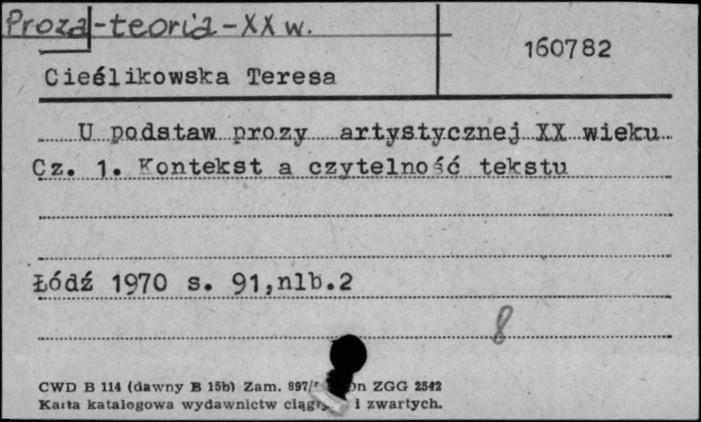 Proza-teoria-XX w.
160782
Cieślikowska Teresa
U podstaw prozy artystycznej XX wieku
Cz. 1. Kontekst a czytelność tekstu
Łódź 1970 s. 91,nlb.2
8
CWD B 114 (dawny B 15b) Zam. 897/ ZGG 2542
Karta katalogowa wydawnictw i zwartych.